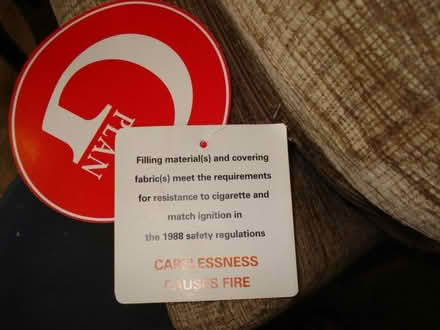 G
PLAN
Filling material(s) and covering
fabric(s) meet the requirements
for resistance to cigarette and
match ignition in
the 1988 safety regulations
CARELESSNESS
CAUSES FIRE